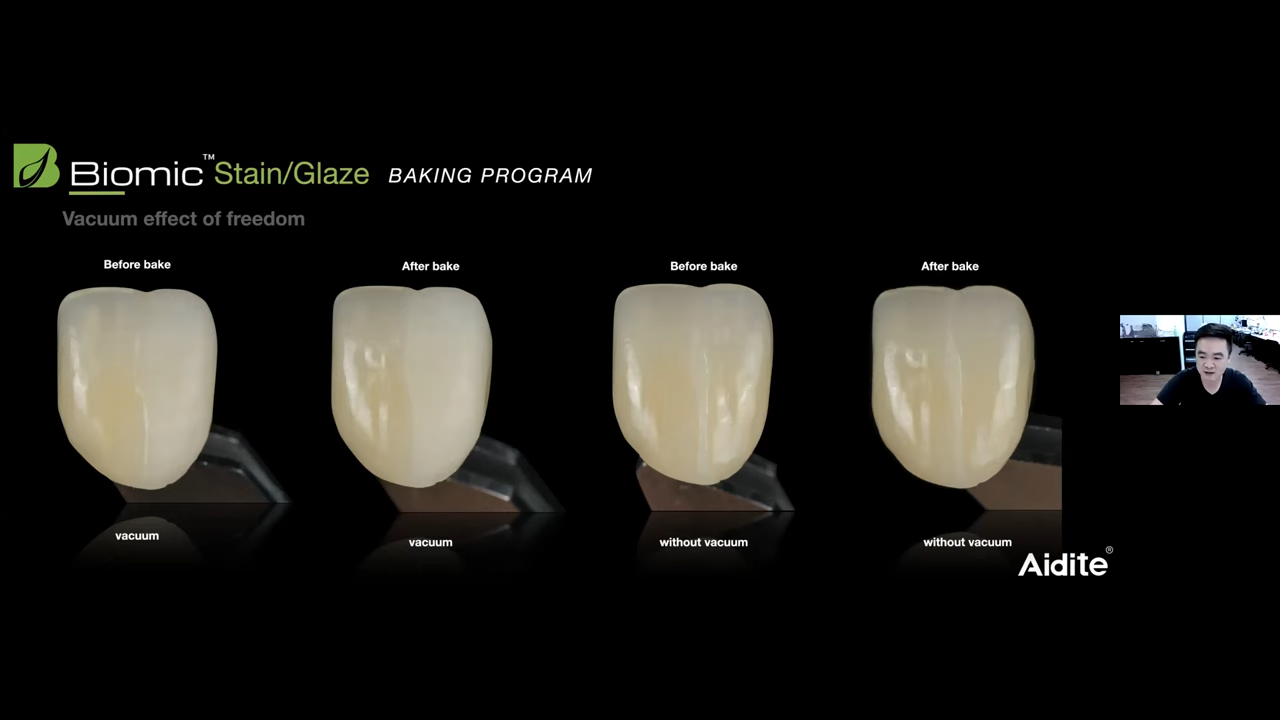 Biomic™ Stain/Glaze BAKING PROGRAM
Vacuum effect of freedom
Before bake
After bake
Before bake
After bake
vacuum
vacuum
without vacuum
without vacuum
Aidite®